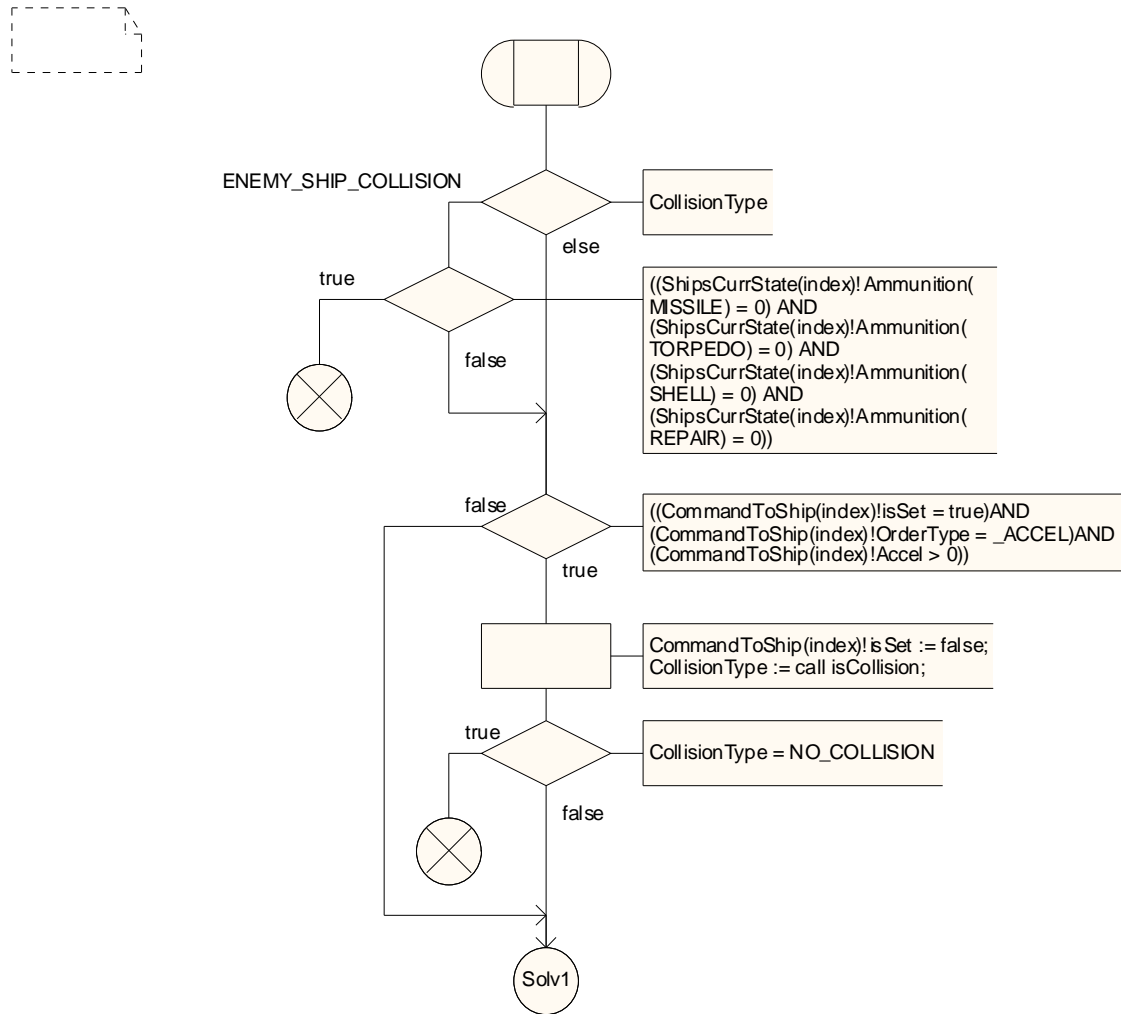 ENEMY_SHIP_COLLISION
CollisionType
else
true
((ShipsCurrState(index)!Ammunition(
MISSILE) = 0) AND
(ShipsCurrState(index)!Ammunition(
TORPEDO) = 0) AND
(ShipsCurrState(index)!Ammunition(
SHELL) = 0) AND
(ShipsCurrState(index)!Ammunition(
REPAIR) = 0))
false
false
((CommandToShip(index)!isSet = true)AND
(CommandToShip(index)!OrderType = _ACCEL)AND
(CommandToShip(index)!Accel > 0))
true
CommandToShip(index)!isSet := false;
CollisionType := call isCollision;
true
CollisionType = NO_COLLISION
false
Solv1